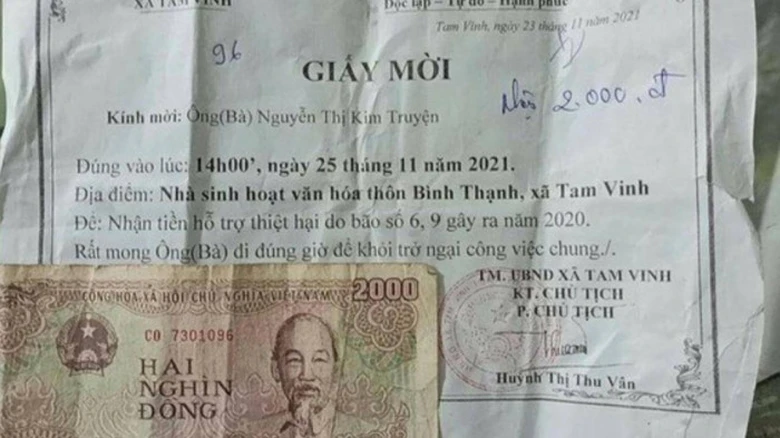 XÃ TAM VINH
Độc lập – Tự do – Hạnh phúc
Tam Vinh, ngày 23 tháng 11 năm 2021
96
GIẤY MỜI
Kính mời: Ông(Bà) Nguyễn Thị Kim Truyện
2.000.đ
Đúng vào lúc: 14h00’, ngày 25 tháng 11 năm 2021.
Địa điểm: Nhà sinh hoạt văn hóa thôn Bình Thạnh, xã Tam Vinh
Đề: Nhận tiền hỗ trợ thiệt hại do bão số 6, 9 gây ra năm 2020.
Rất mong Ông(Bà) đi đúng giờ để khỏi trở ngại công việc chung./.
TM. UBND XÃ TAM VINH
KT. CHỦ TỊCH
P. CHỦ TỊCH
Huỳnh Thị Thu Vân
2000
CỘNG HÒA XÃ HỘI CHỦ NGHĨA VIỆT NAM
CO 7301096
HAI
NGHÌN
ĐỒNG